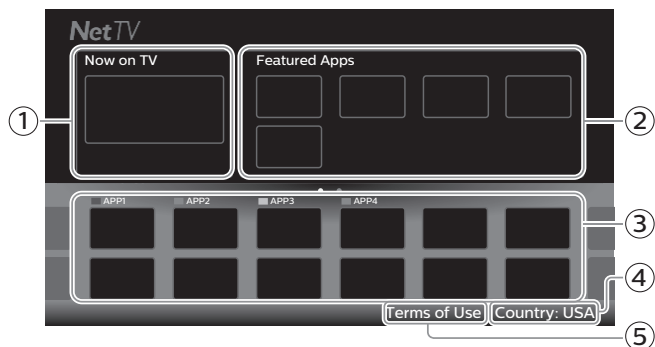 NetTV
Now on TV
Featured Apps
①
②
APP1 APP2 APP3 APP4
③
④
Terms of Use Country: USA
⑤